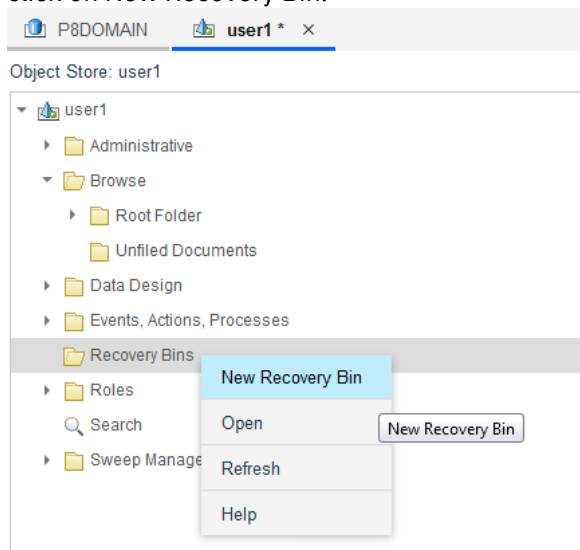 click on New Recovery Bin.
P8DOMAIN user1 * ×
Object Store: user1
user1
Administrative
Browse
Root Folder
Unfiled Documents
Data Design
Events, Actions, Processes
Recovery Bins
New Recovery Bin
Roles
Open
New Recovery Bin
Search
Sweep Manage
Refresh
Help